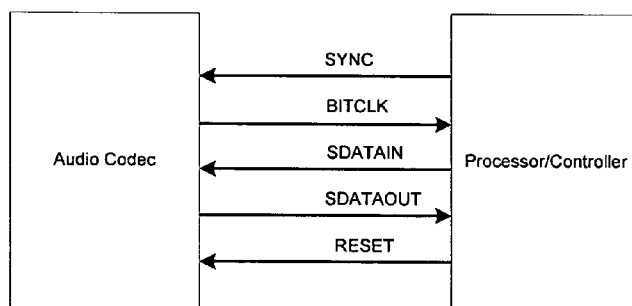 SYNC
BITCLK
Audio Codec
SDATAIN
Processor/Controller
SDATAOUT
RESET